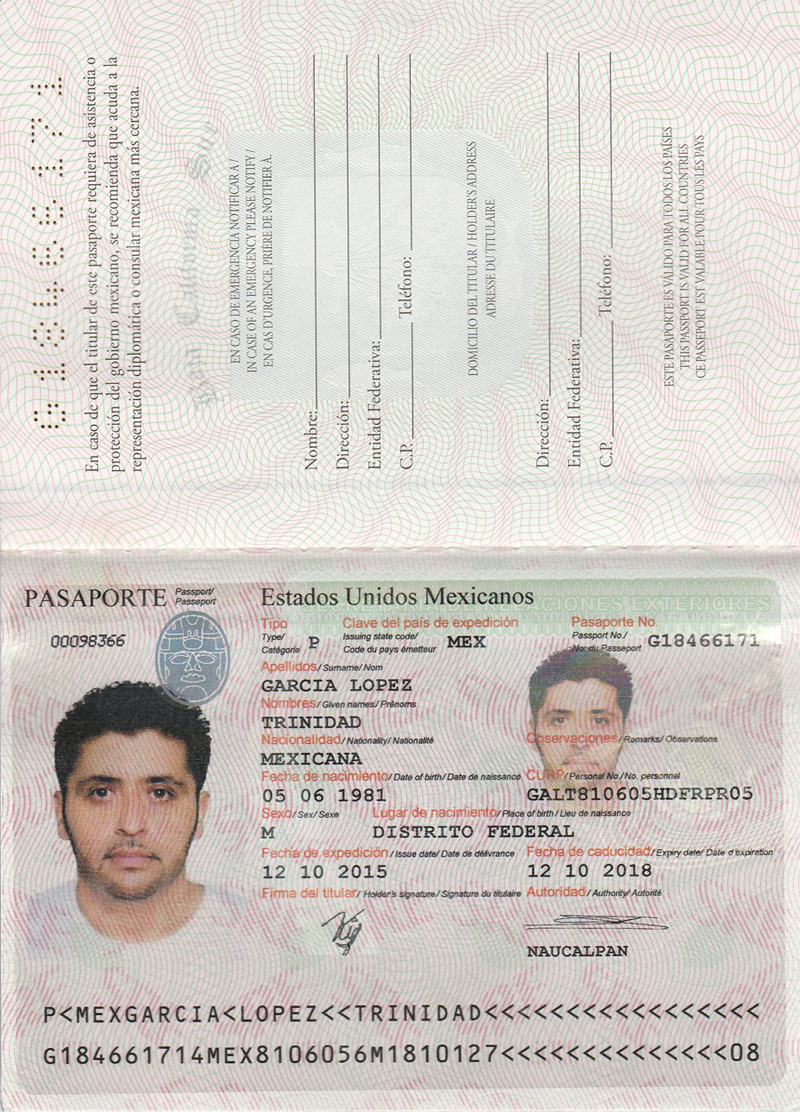 G18466171
En caso de que el titular de este pasaporte requiera de asistencia o
protección del gobierno mexicano, se recomienda que acuda a la
representación diplomática o consular mexicana más cercana.
Baja California Sur
EN CASO DE EMERGENCIA NOTIFICAR A /
IN CASE OF AN EMERGENCY PLEASE NOTIFY /
EN CAS D'URGENCE, PRIÈRE DE NOTIFIER À.
Nombre:
Dirección:
Entidad Federativa:
C.P. Teléfono:
DOMICILIO DEL TITULAR / HOLDER'S ADDRESS
ADRESSE DU TITULAIRE
Dirección:
Entidad Federativa:
C.P. Teléfono:
ESTE PASAPORTE ES VÁLIDO PARA TODOS LOS PAÍSES
THIS PASSPORT IS VALID FOR ALL COUNTRIES
CE PASSEPORT EST VALABLE POUR TOUS LES PAYS
PASAPORTE Passport/ Passeport
Estados Unidos Mexicanos
EXTERIORES
00098366
Tipo Clave del país de expedición Pasaporte No.
Type/ Issuing state code/ Passport No./
Catégorie P Code du pays émetteur MEX No. du Passeport G18466171
Apellidos/ Surname/ Nom
GARCIA LOPEZ
Nombres/ Given names/ Prénoms
TRINIDAD
Nacionalidad/ Nationality/ Nationalité Observaciones/ Remarks/ Observations
MEXICANA
Fecha de nacimiento/ Date of birth/ Date de naissance CURP/ Personal No./ No. personnel
05 06 1981 GALT810605HDFRPR05
Sexo/ Sex/ Sexe Lugar de nacimiento/ Place of birth/ Lieu de naissance
M DISTRITO FEDERAL
Fecha de expedición/ Issue date/ Date de délivrance Fecha de caducidad/ Expiry date/ Date d'expiration
12 10 2015 12 10 2018
Firma del titular/ Holder's signature/ Signature du titulaire Autoridad/ Authority/ Autorité
NAUCALPAN
P<MEXGARCIA<LOPEZ<<TRINIDAD<<<<<<<<<<<<<<<<<
G184661714MEX8106056M1810127<<<<<<<<<<<<<<08